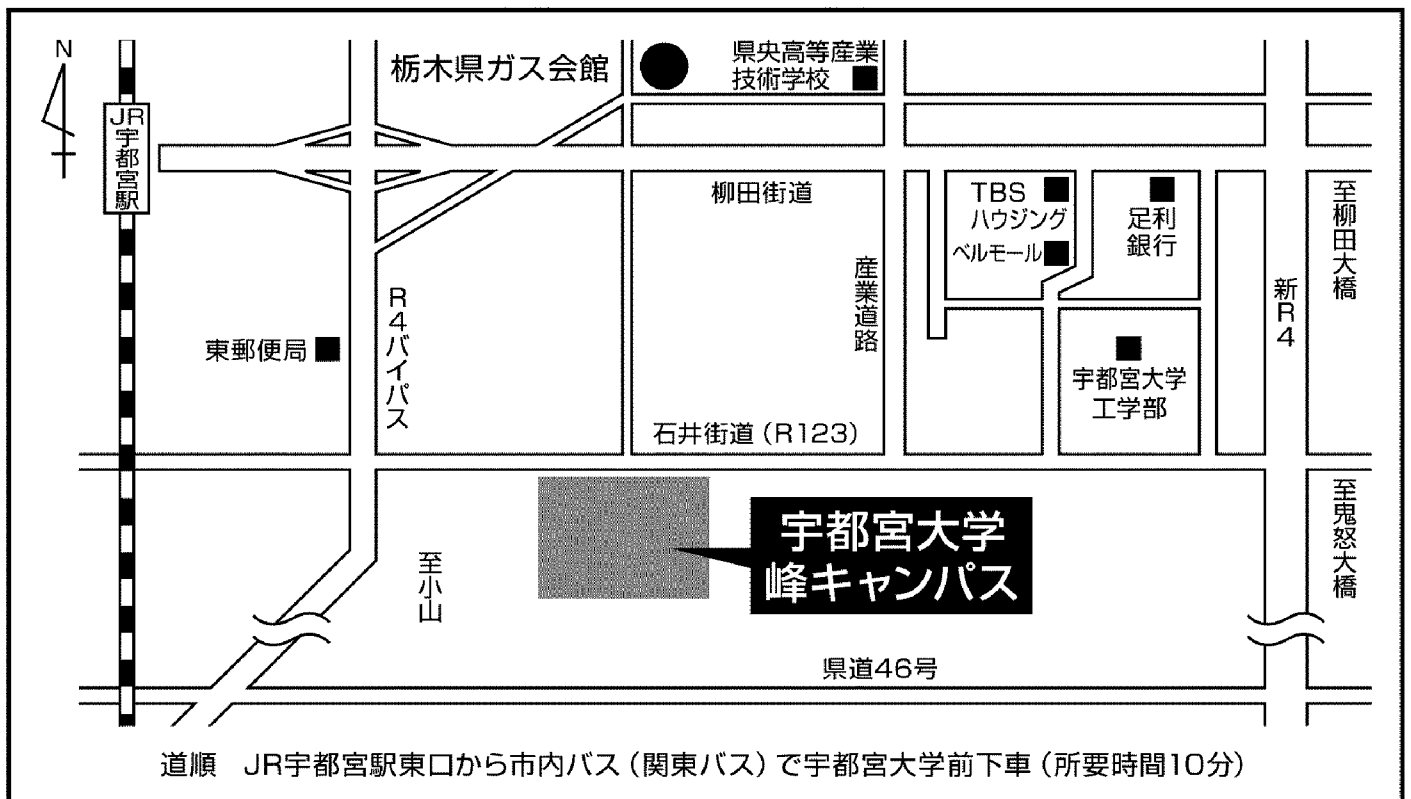 N
JR宇都宮駅
栃木県ガス会館
県央高等産業
技術学校
柳田街道
TBS
ハウジング
ベルモール
足利
銀行
至柳田大橋
産業道路
新R4
R4バイパス
東郵便局
宇都宮大学
工学部
石井街道(R123)
宇都宮大学
峰キャンパス
至小山
至鬼怒大橋
県道46号
道順 JR宇都宮駅東口から市内バス(関東バス)で宇都宮大学前下車(所要時間10分)